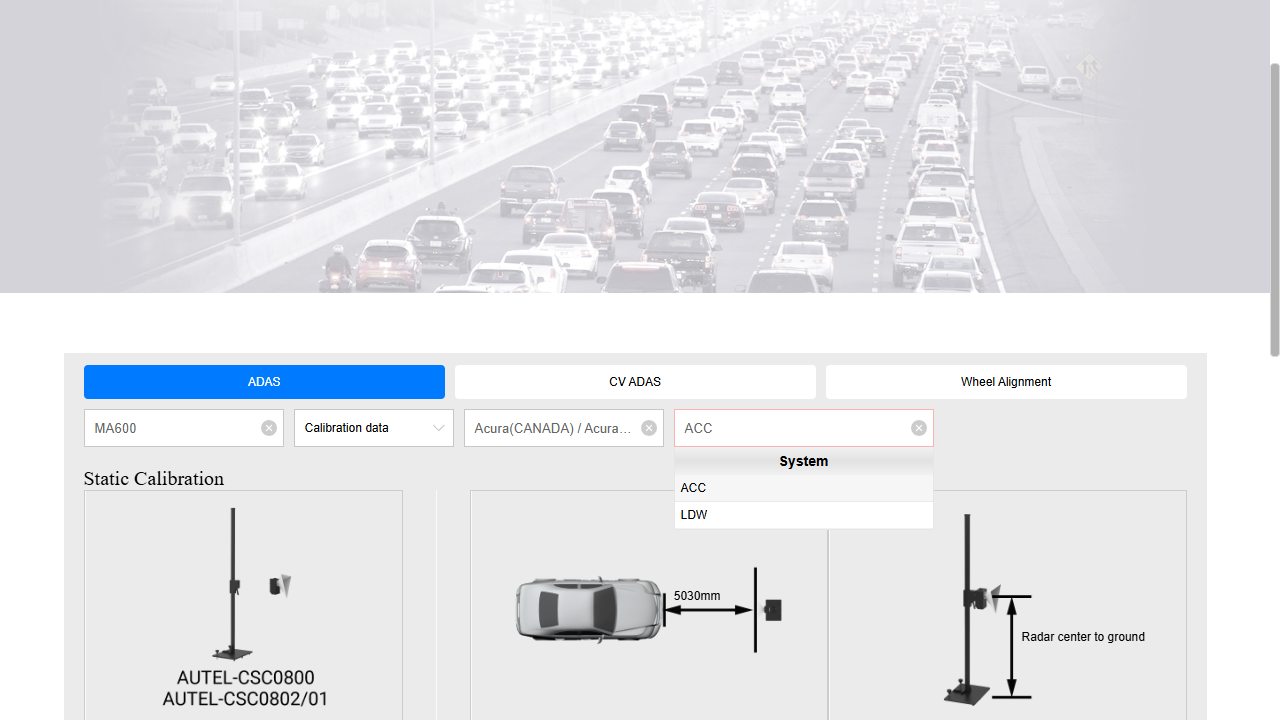 ADAS
CV ADAS
Wheel Alignment
MA600
Calibration data
Acura(CANADA) / Acura...
ACC
System
ACC
LDW
Static Calibration
5030mm
Radar center to ground
AUTEL-CSC0800
AUTEL-CSC0802/01